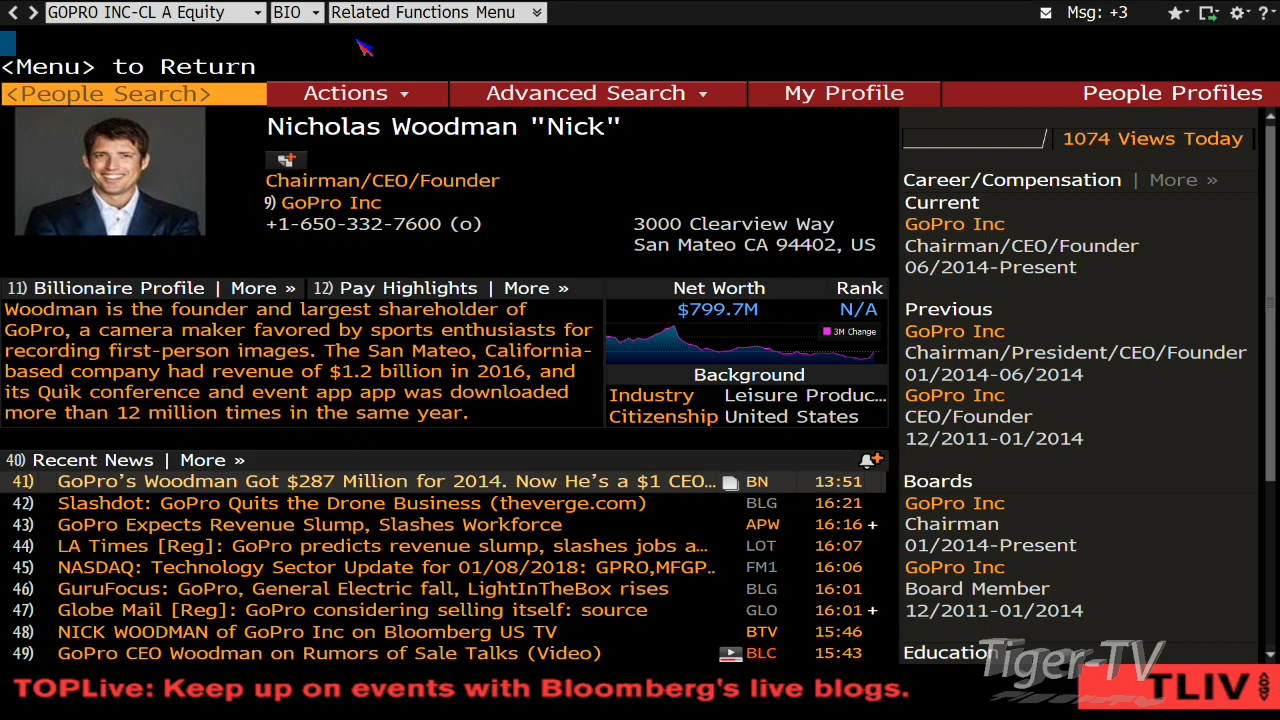 GOPRO INC-CL A Equity BIO Related Functions Menu Msg: +3 ?
<Menu> to Return
<People Search> Actions Advanced Search My Profile People Profiles
Nicholas Woodman "Nick"
1074 Views Today
Chairman/CEO/Founder
9) GoPro Inc
+1-650-332-7600 (o)
3000 Clearview Way
San Mateo CA 94402, US
11) Billionaire Profile | More »
Woodman is the founder and largest shareholder of
GoPro, a camera maker favored by sports enthusiasts for
recording first-person images. The San Mateo, California-
based company had revenue of $1.2 billion in 2016, and
its Quik conference and event app app was downloaded
more than 12 million times in the same year.
12) Pay Highlights | More »
Net Worth Rank
$799.7M N/A
3M Change
Background
Industry Leisure Produc...
Citizenship United States
40) Recent News | More »
41) GoPro's Woodman Got $287 Million for 2014. Now He's a $1 CEO... BN 13:51
42) Slashdot: GoPro Quits the Drone Business (theverge.com) BLG 16:21
43) GoPro Expects Revenue Slump, Slashes Workforce APW 16:16 +
44) LA Times [Reg]: GoPro predicts revenue slump, slashes jobs a... LOT 16:07
45) NASDAQ: Technology Sector Update for 01/08/2018: GPRO,MFGP.. FM1 16:06
46) GuruFocus: GoPro, General Electric fall, LightInTheBox rises BLG 16:01
47) Globe Mail [Reg]: GoPro considering selling itself: source GLO 16:01 +
48) NICK WOODMAN of GoPro Inc on Bloomberg US TV BTV 15:46
49) GoPro CEO Woodman on Rumors of Sale Talks (Video) BLC 15:43
Career/Compensation | More »
Current
GoPro Inc
Chairman/CEO/Founder
06/2014-Present
Previous
GoPro Inc
Chairman/President/CEO/Founder
01/2014-06/2014
GoPro Inc
CEO/Founder
12/2011-01/2014
Boards
GoPro Inc
Chairman
01/2014-Present
GoPro Inc
Board Member
12/2011-01/2014
Education
Tiger-TV
TOPLive: Keep up on events with Bloomberg's live blogs.
TLIV